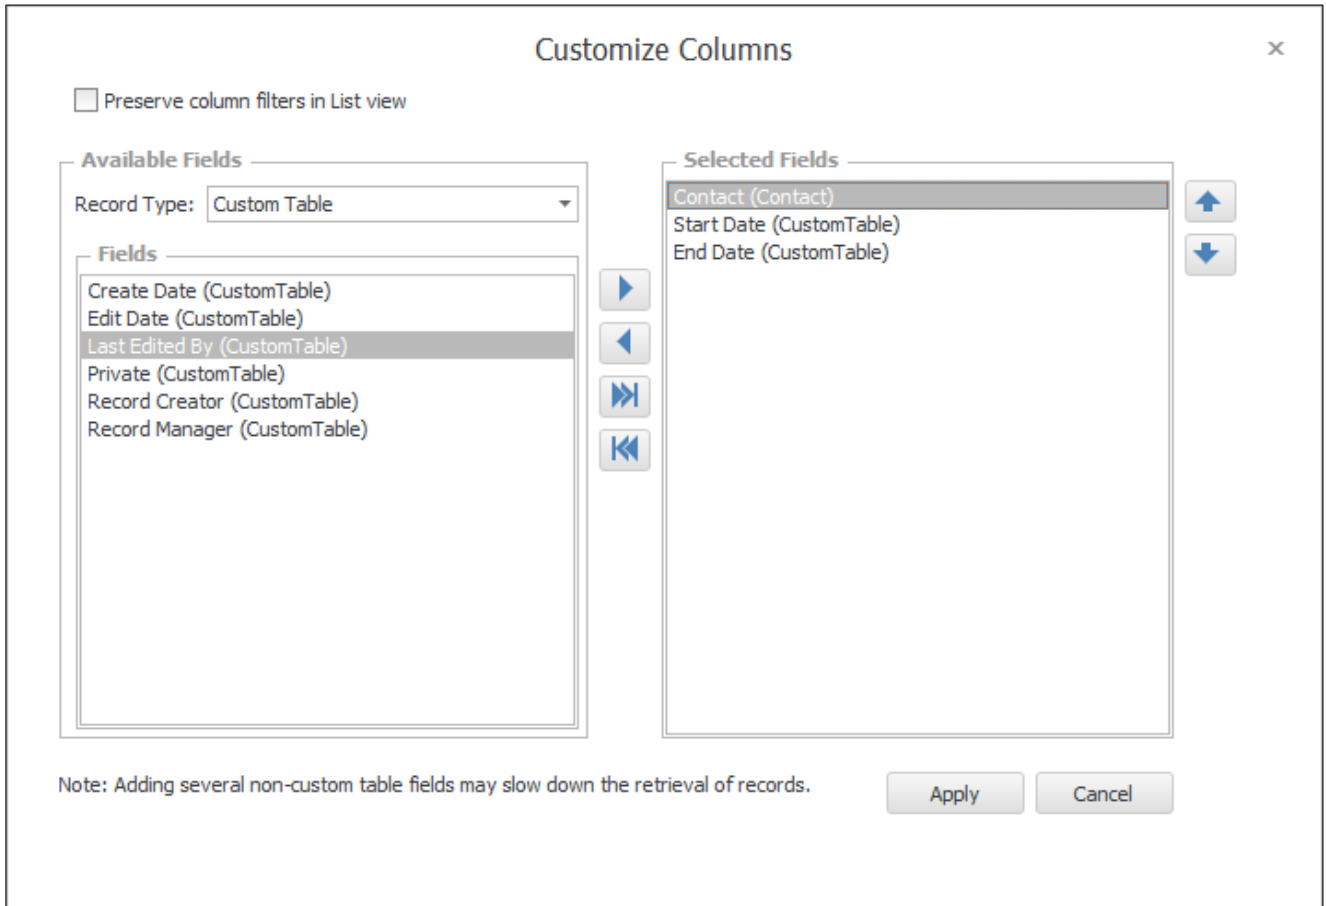 Customize Columns
Preserve column filters in List view
Available Fields
Record Type: Custom Table
Fields
Create Date (CustomTable)
Edit Date (CustomTable)
Last Edited By (CustomTable)
Private (CustomTable)
Record Creator (CustomTable)
Record Manager (CustomTable)
Selected Fields
Contact (Contact)
Start Date (CustomTable)
End Date (CustomTable)
Note: Adding several non-custom table fields may slow down the retrieval of records.
Apply
Cancel